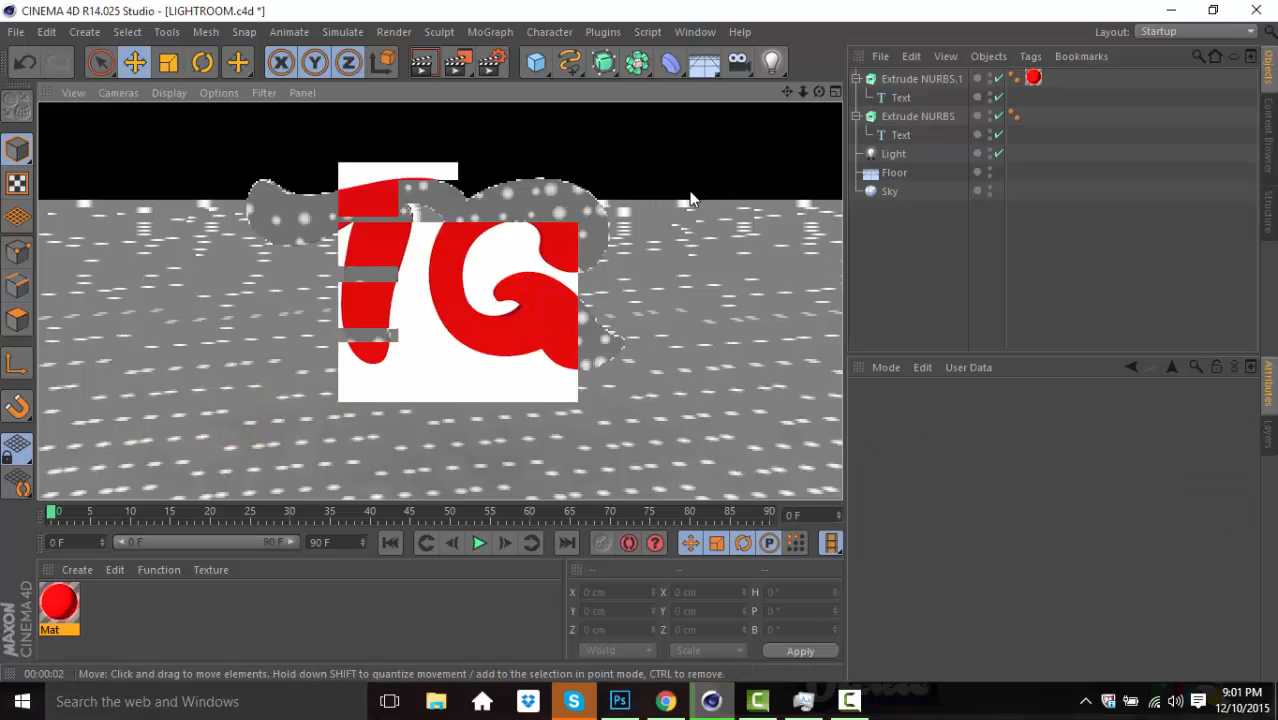 CINEMA 4D R14.025 Studio - [LIGHTROOM.c4d *]
File Edit Create Select Tools Mesh Snap Animate Simulate Render Sculpt MoGraph Character Plugins Script Window Help Layout: Startup
File Edit View Objects Tags Bookmarks
View Cameras Display Options Filter Panel
Extrude NURBS.1
Text
Extrude NURBS
Text
Light
Floor
Sky
Objects
Content Browser
Structure
G
Mode Edit User Data
Attributes
Layers
0 5 10 15 20 25 30 35 40 45 50 55 60 65 70 75 80 85 90 0 F
0 F 0 F 90 F 90 F
Create Edit Function Texture
-- -- --
X 0 cm X 0 cm H 0 °
Y 0 cm Y 0 cm P 0 °
Z 0 cm Z 0 cm B 0 °
World Scale Apply
Mat
MAXON CINEMA 4D
00:00:02 Move: Click and drag to move elements. Hold down SHIFT to quantize movement / add to the selection in point mode, CTRL to remove.
Search the web and Windows
9:01 PM
12/10/2015